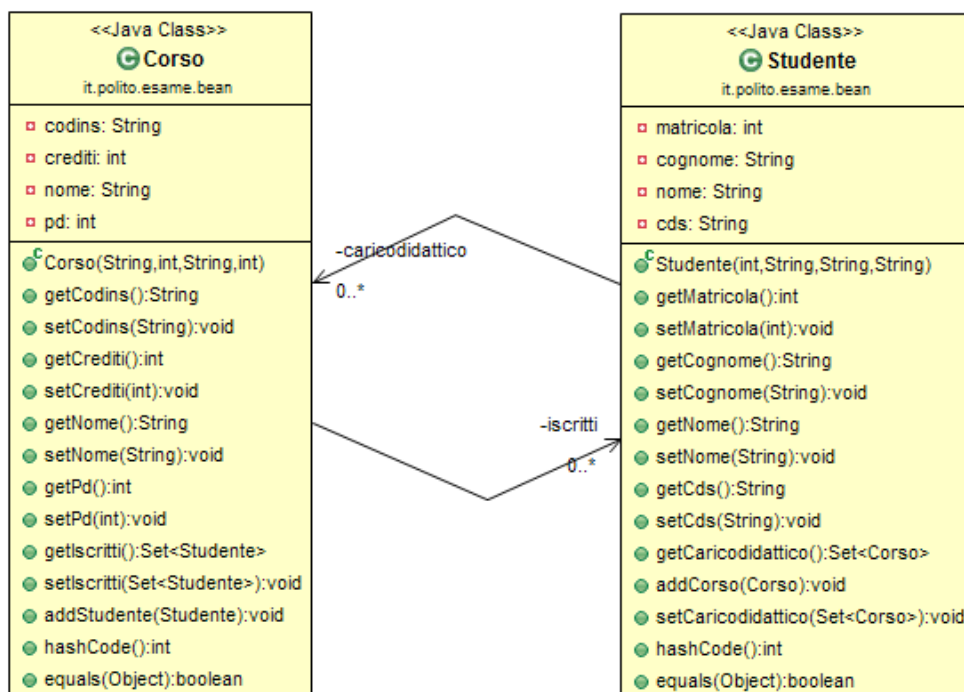 <<Java Class>>
C Corso
it.polito.esame.bean
codins: String
crediti: int
nome: String
pd: int
C Corso(String,int,String,int)
getCodins():String
setCodins(String):void
getCrediti():int
setCrediti(int):void
getNome():String
setNome(String):void
getPd():int
setPd(int):void
getIscritti():Set<Studente>
setIscritti(Set<Studente>):void
addStudente(Studente):void
hashCode():int
equals(Object):boolean
-caricodidattico
0..*
-iscritti
0..*
<<Java Class>>
C Studente
it.polito.esame.bean
matricola: int
cognome: String
nome: String
cds: String
C Studente(int,String,String,String)
getMatricola():int
setMatricola(int):void
getCognome():String
setCognome(String):void
getNome():String
setNome(String):void
getCds():String
setCds(String):void
getCaricodidattico():Set<Corso>
addCorso(Corso):void
setCaricodidattico(Set<Corso>):void
hashCode():int
equals(Object):boolean